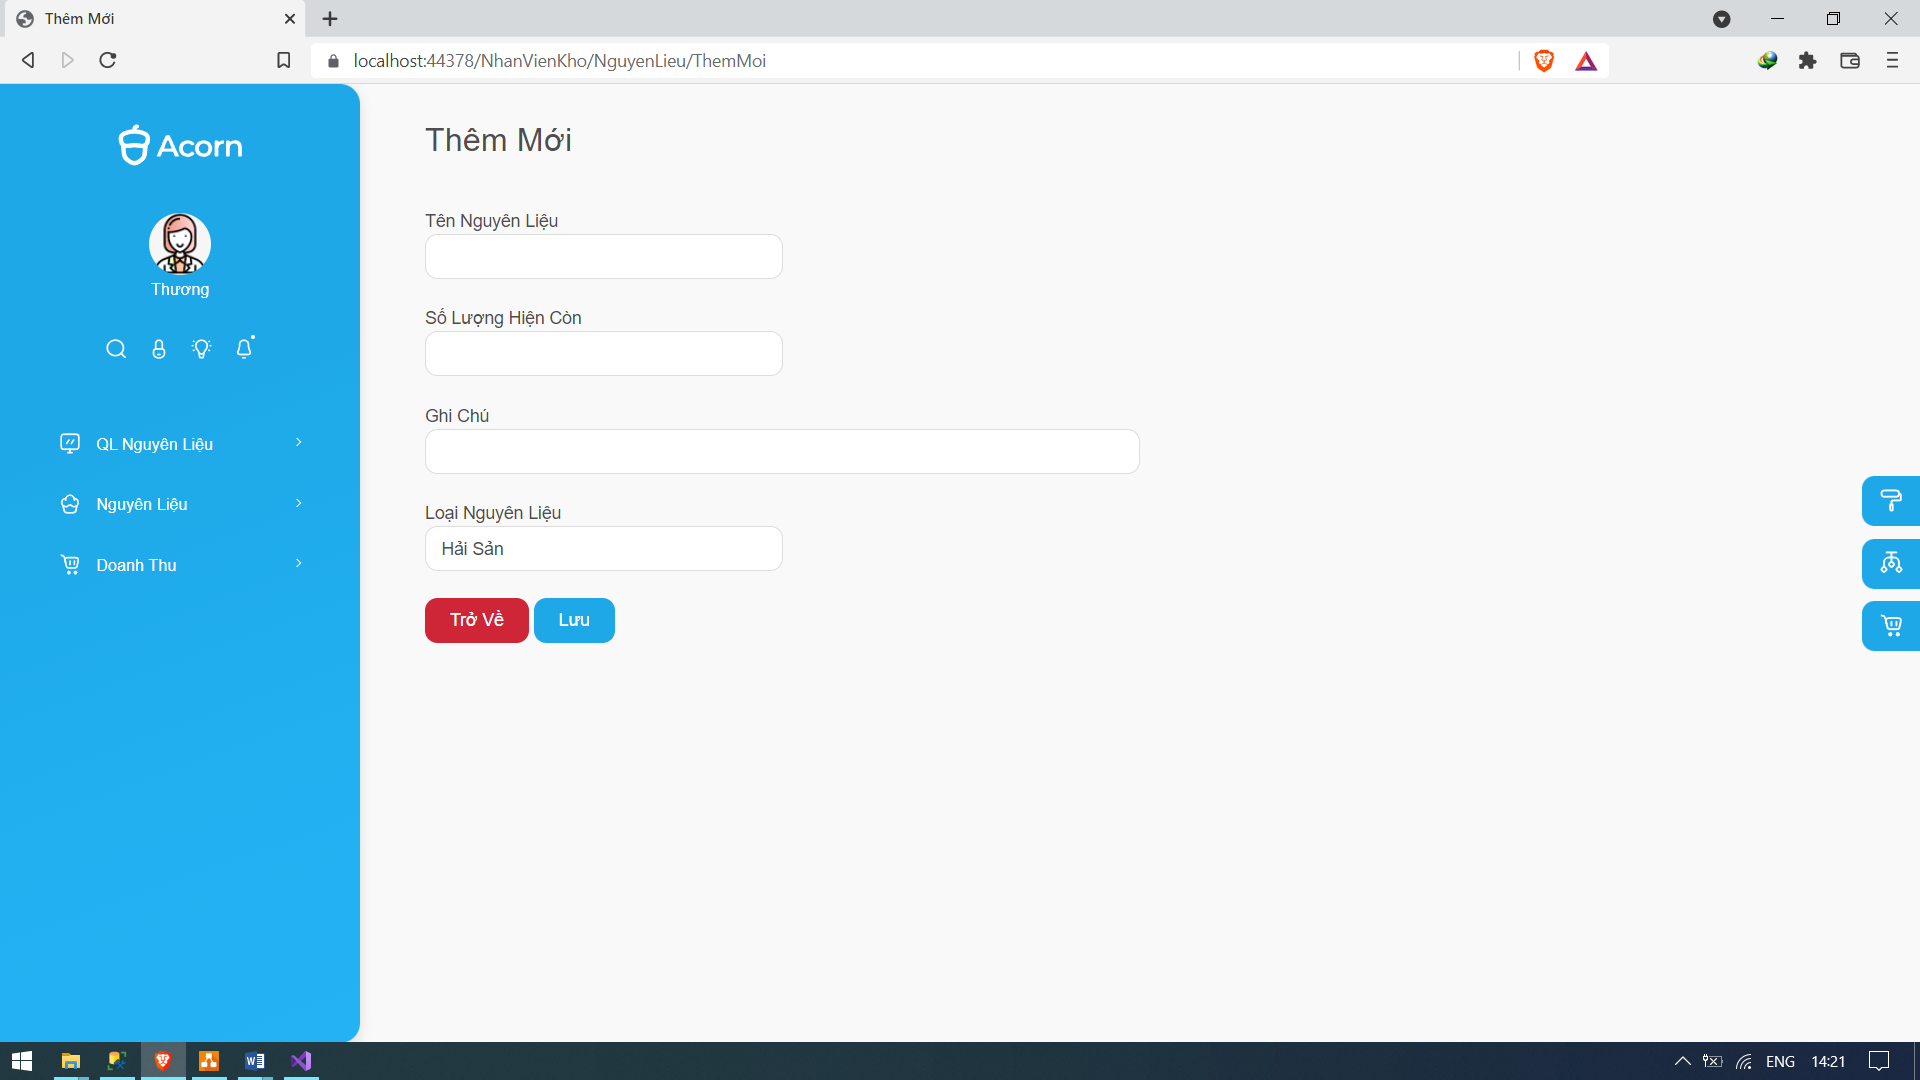 Thêm Mới
localhost:44378/NhanVienKho/NguyenLieu/ThemMoi
Acorn
Thương
QL Nguyên Liệu
Nguyên Liệu
Doanh Thu
Thêm Mới
Tên Nguyên Liệu
Số Lượng Hiện Còn
Ghi Chú
Loại Nguyên Liệu
Hải Sản
Trở Về Lưu
ENG 14:21